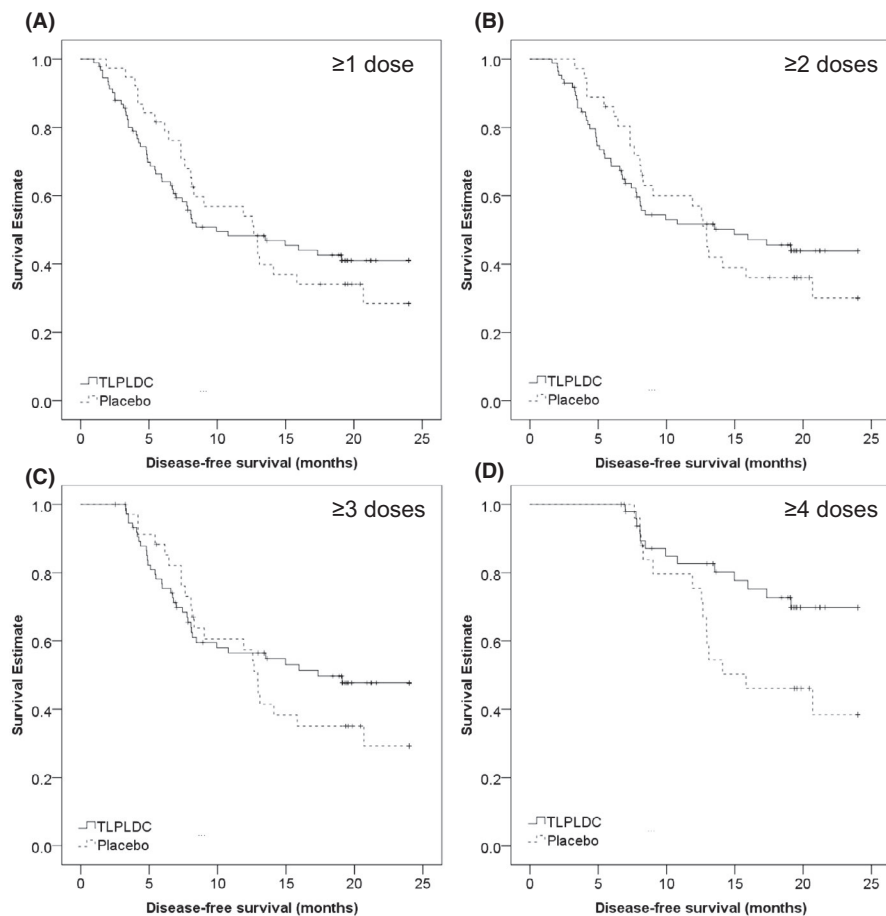 (A)
≥1 dose
Survival Estimate
1.0
0.8
0.6
0.4
0.2
0.0
TLPLDC
Placebo
0 5 10 15 20 25
Disease-free survival (months)
(B)
≥2 doses
Survival Estimate
1.0
0.8
0.6
0.4
0.2
0.0
TLPLDC
Placebo
0 5 10 15 20 25
Disease-free survival (months)
(C)
≥3 doses
Survival Estimate
1.0
0.8
0.6
0.4
0.2
0.0
TLPLDC
Placebo
0 5 10 15 20 25
Disease-free survival (months)
(D)
≥4 doses
Survival Estimate
1.0
0.8
0.6
0.4
0.2
0.0
TLPLDC
Placebo
0 5 10 15 20 25
Disease-free survival (months)